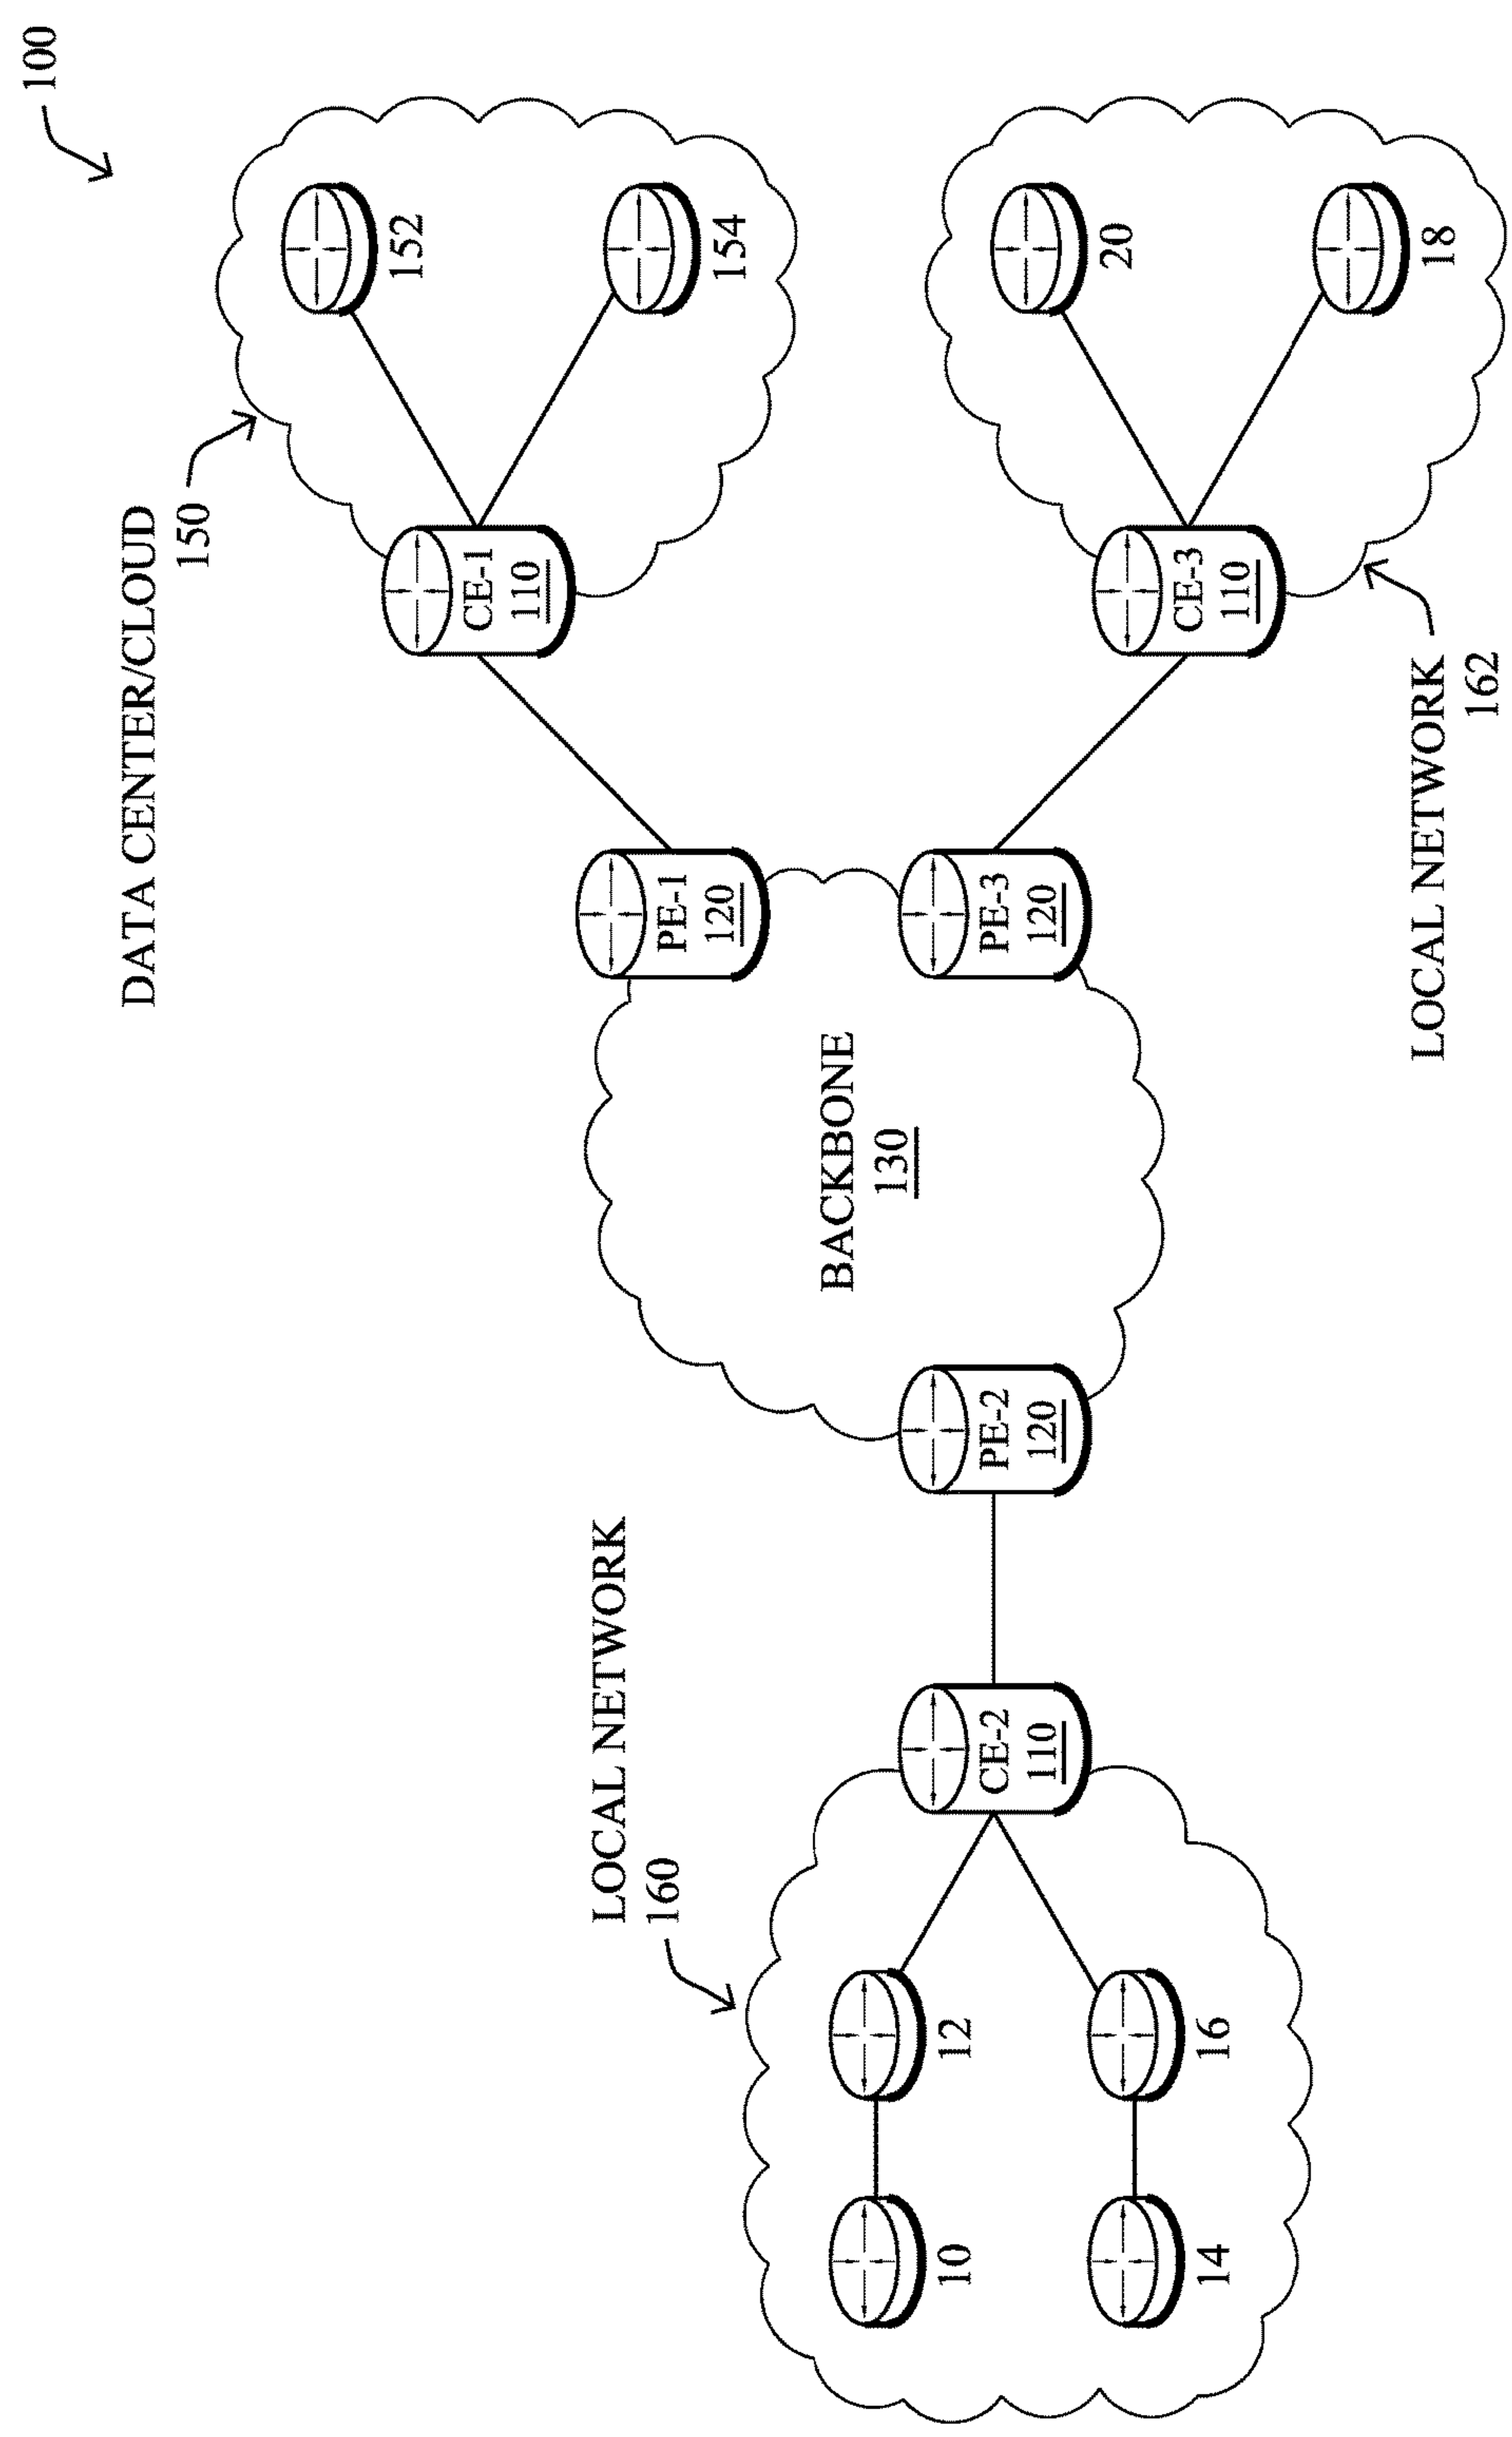 100
DATA CENTER/CLOUD
150
152
154
CE-1
110
PE-1
120
LOCAL NETWORK
160
BACKBONE
130
10
12
CE-2
110
PE-2
120
PE-3
120
14
16
CE-3
110
20
18
LOCAL NETWORK
162